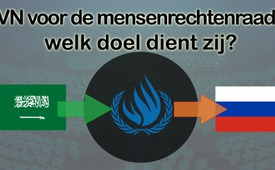 VN voor de mensenrechtenraad
welk doel dient zij?